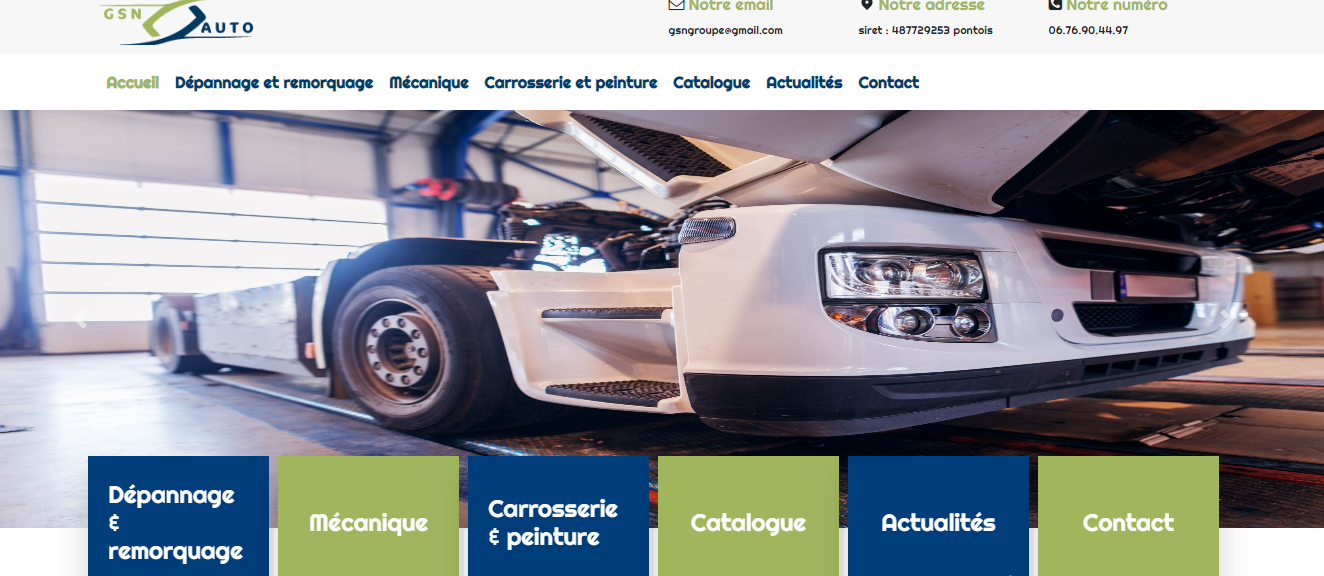 GSN
AUTO
Notre email
Notre adresse
Notre numéro
gsngroupe@gmail.com
siret : 487729253 pontois
06.76.90.44.97
Accueil
Dépannage et remorquage
Mécanique
Carrosserie et peinture
Catalogue
Actualités
Contact
Dépannage
&
remorquage
Mécanique
Carrosserie
& peinture
Catalogue
Actualités
Contact